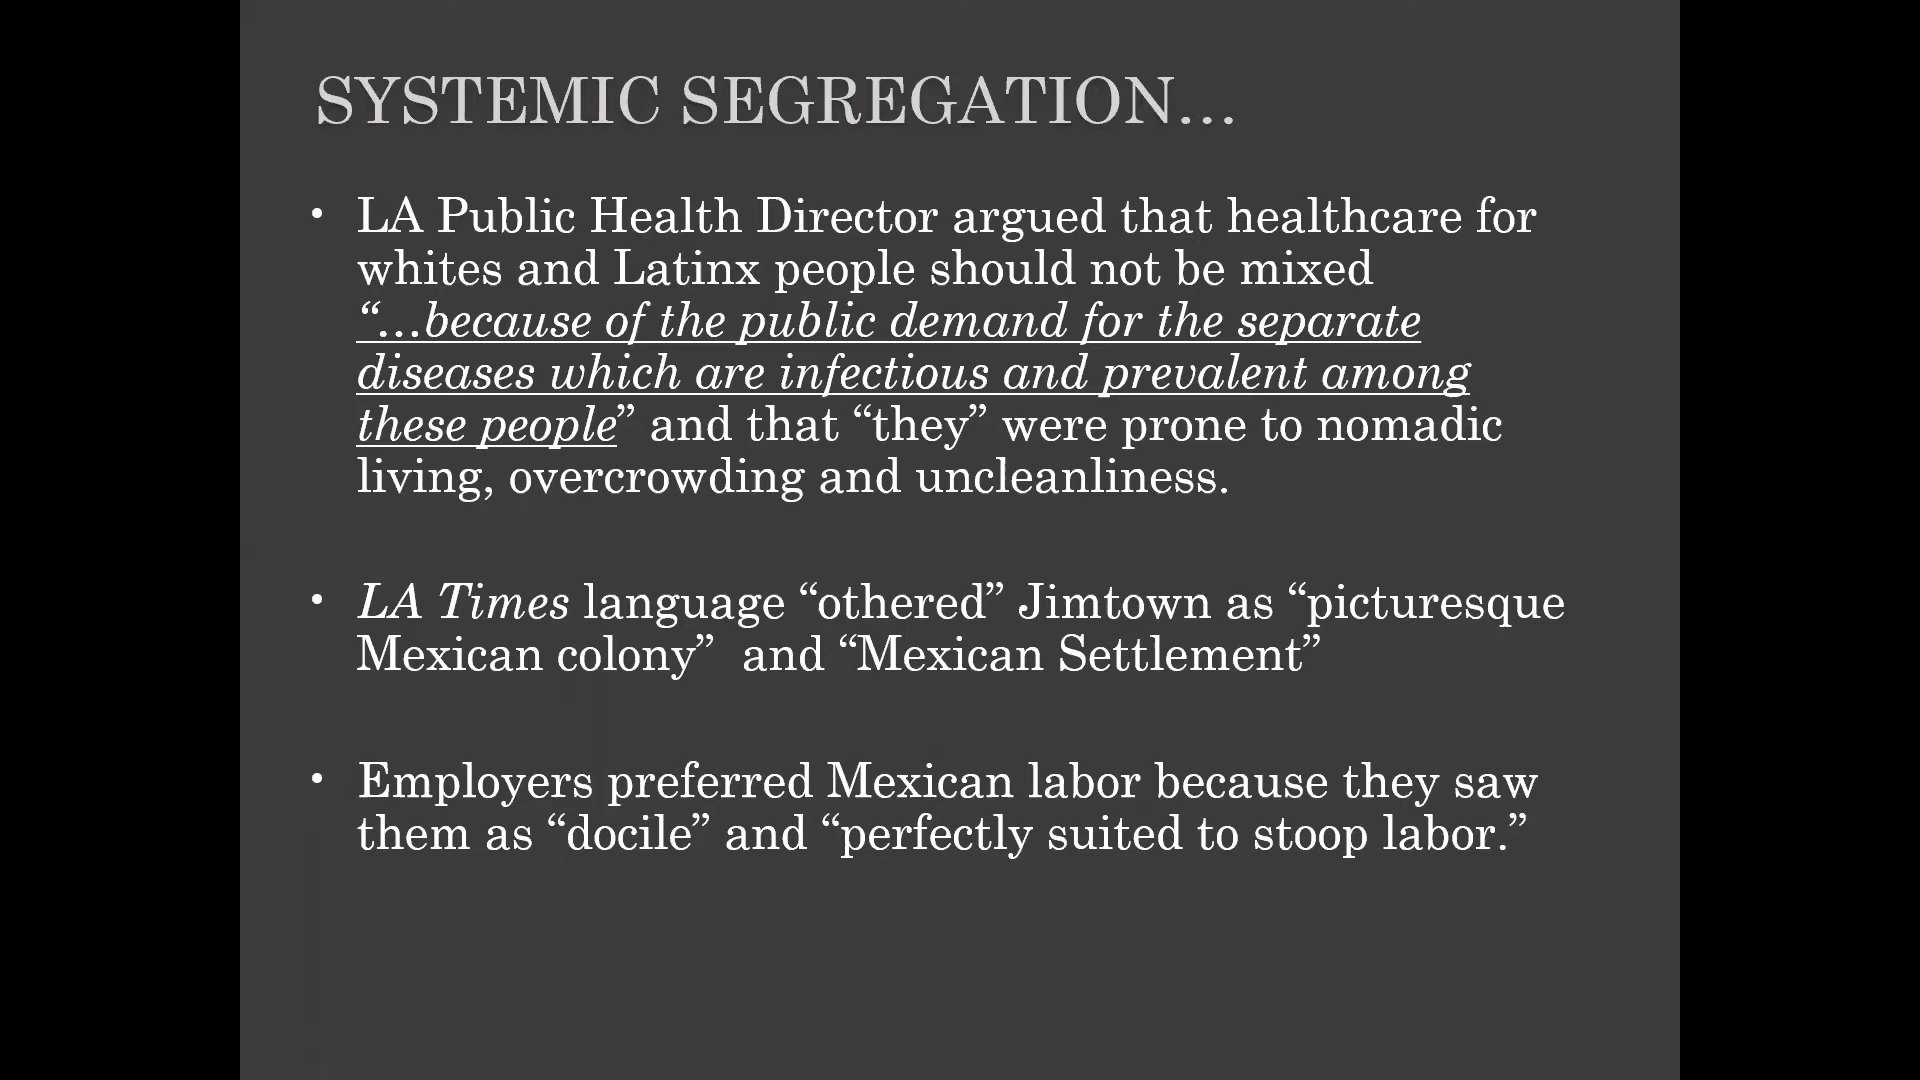 SYSTEMIC SEGREGATION…
• LA Public Health Director argued that healthcare for
whites and Latinx people should not be mixed
“…because of the public demand for the separate
diseases which are infectious and prevalent among
these people” and that “they” were prone to nomadic
living, overcrowding and uncleanliness.
• LA Times language “othered” Jimtown as “picturesque
Mexican colony”  and “Mexican Settlement”
• Employers preferred Mexican labor because they saw
them as “docile” and “perfectly suited to stoop labor.”